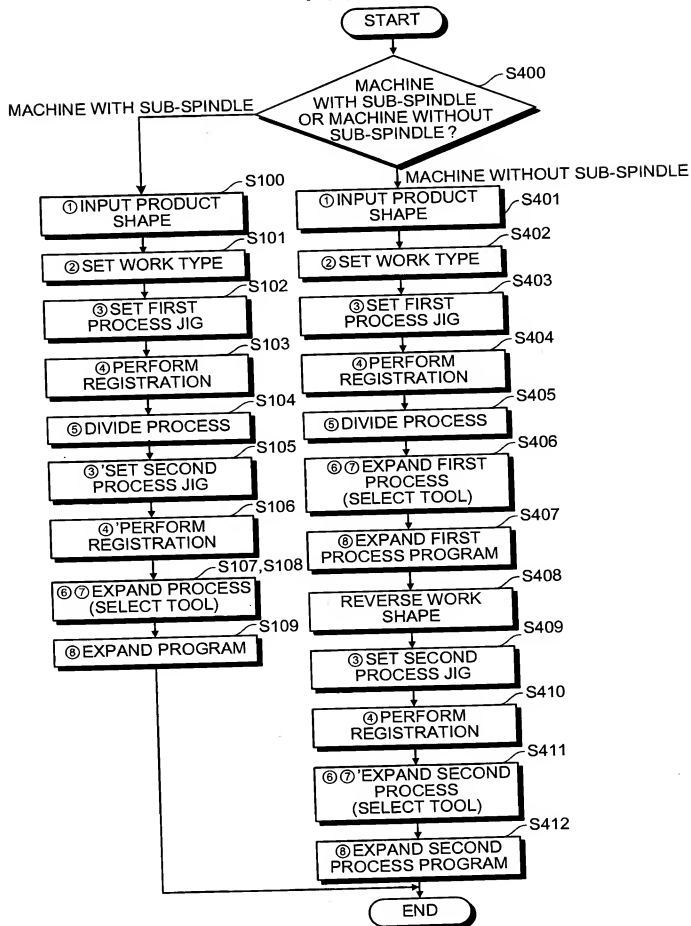 START
S400
MACHINE
WITH SUB-SPINDLE
OR MACHINE WITHOUT
SUB-SPINDLE ?
MACHINE WITH SUB-SPINDLE
MACHINE WITHOUT SUB-SPINDLE
S100
①INPUT PRODUCT
SHAPE
S101
②SET WORK TYPE
S102
③SET FIRST
PROCESS JIG
S103
④PERFORM
REGISTRATION
S104
⑤DIVIDE PROCESS
S105
③'SET SECOND
PROCESS JIG
S106
④'PERFORM
REGISTRATION
S107,S108
⑥⑦EXPAND PROCESS
(SELECT TOOL)
S109
⑧EXPAND PROGRAM
S401
①INPUT PRODUCT
SHAPE
S402
②SET WORK TYPE
S403
③SET FIRST
PROCESS JIG
S404
④PERFORM
REGISTRATION
S405
⑤DIVIDE PROCESS
S406
⑥⑦EXPAND FIRST
PROCESS
(SELECT TOOL)
S407
⑧EXPAND FIRST
PROCESS PROGRAM
S408
REVERSE WORK
SHAPE
S409
③SET SECOND
PROCESS JIG
S410
④PERFORM
REGISTRATION
S411
⑥⑦'EXPAND SECOND
PROCESS
(SELECT TOOL)
S412
⑧EXPAND SECOND
PROCESS PROGRAM
END